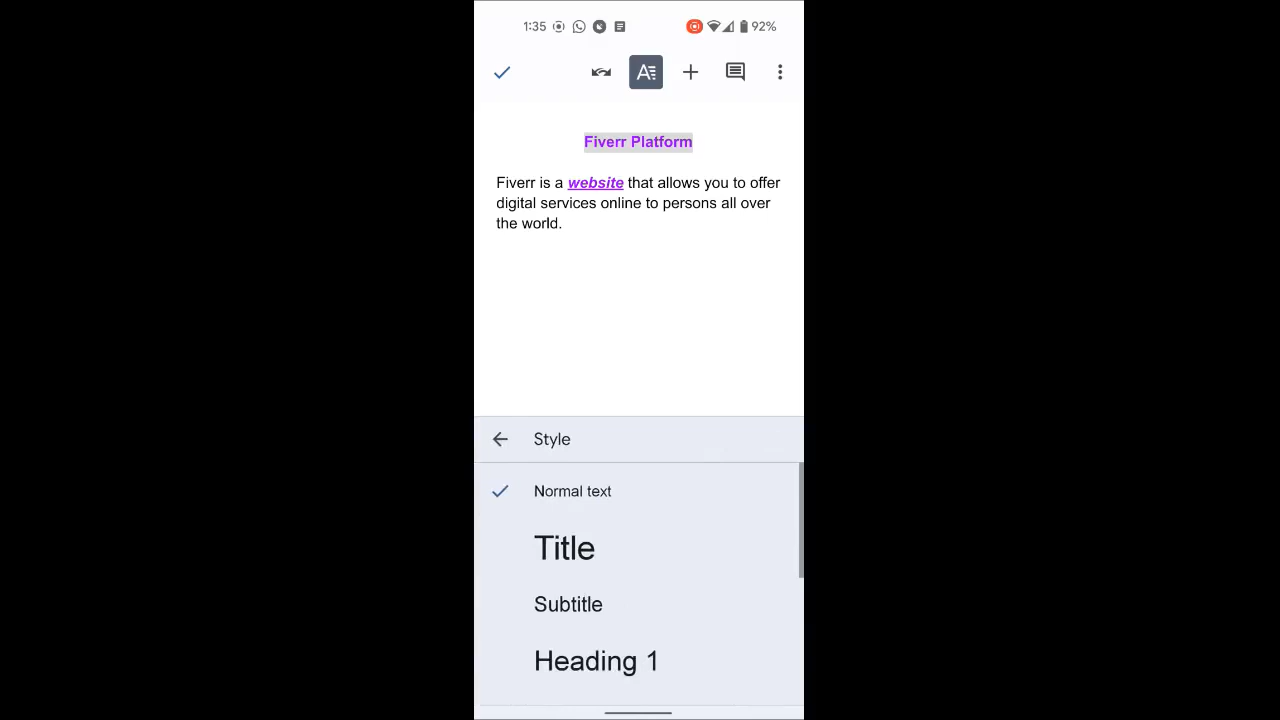 1:35
92%
Fiverr Platform
Fiverr is a website that allows you to offer
digital services online to persons all over
the world.
Style
Normal text
Title
Subtitle
Heading 1